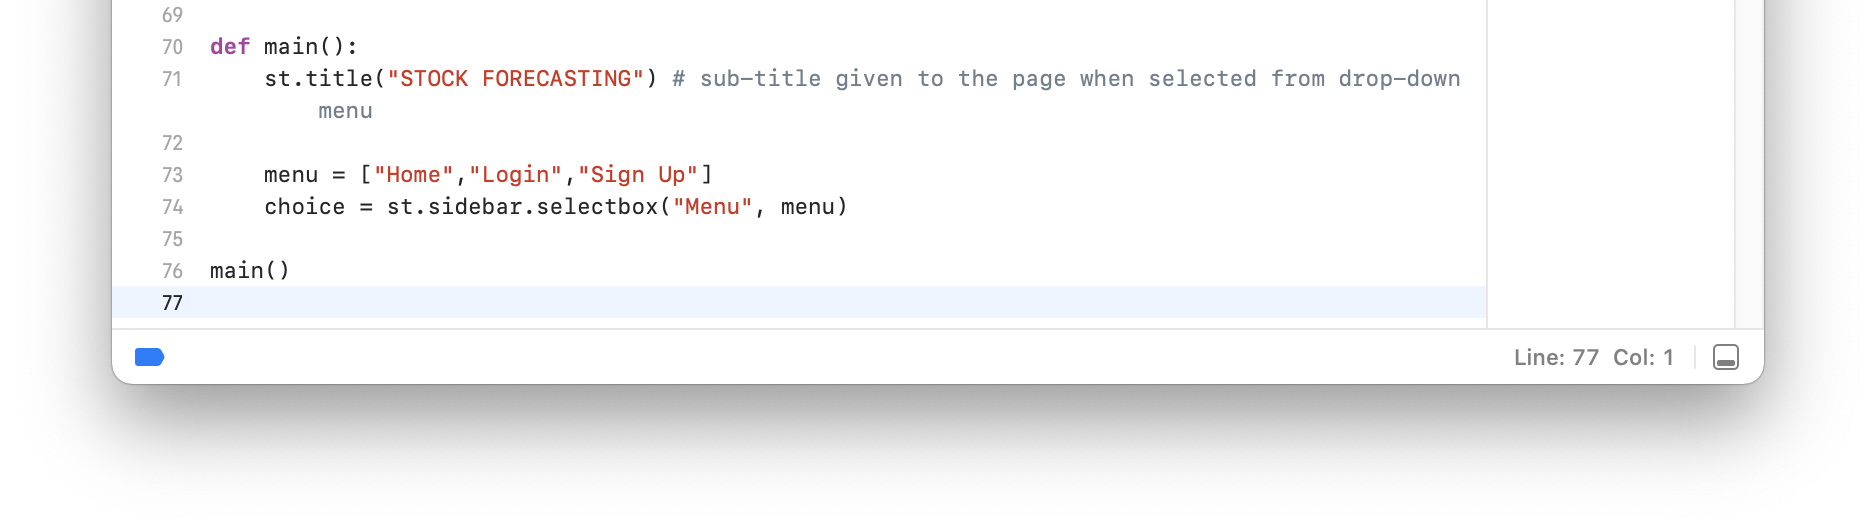 69
70 def main():
71 st.title("STOCK FORECASTING") # sub-title given to the page when selected from drop-down
menu
72
73 menu = ["Home","Login","Sign Up"]
74 choice = st.sidebar.selectbox("Menu", menu)
75
76 main()
77
Line: 77 Col: 1